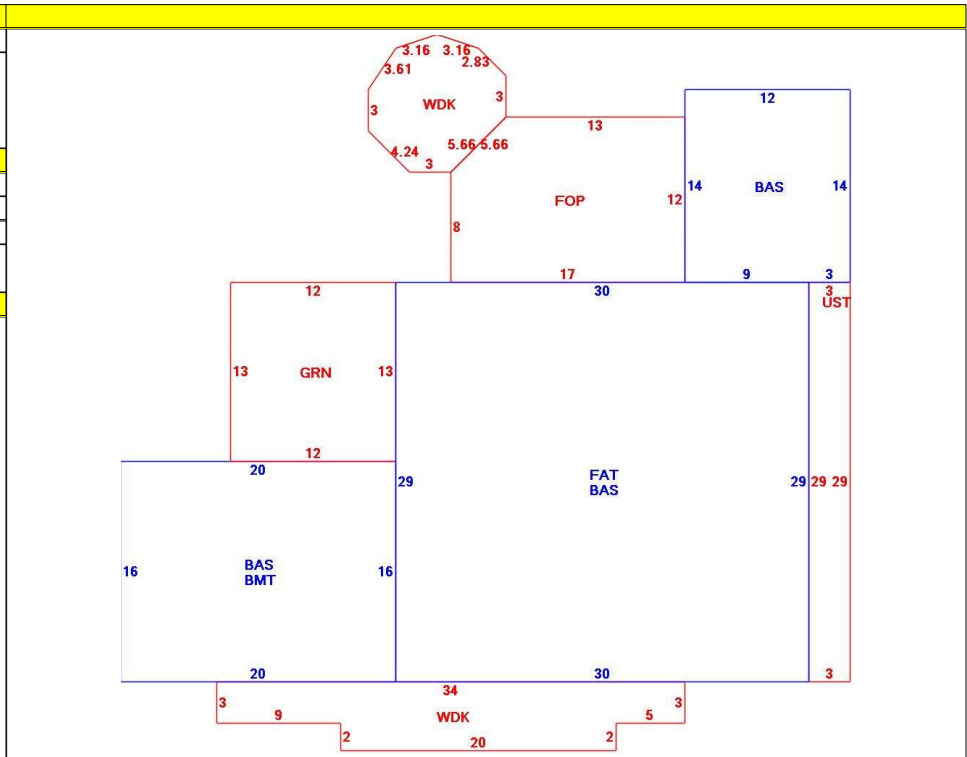 3.16 3.16
2.83
3.61
3 WDK 3
12
13
4.24 5.66 5.66
3
14 BAS 14
FOP 12
8
17 9 3
12 30 3
UST
13 GRN 13
12
20
FAT
BAS
29 29 29 29
16 BAS 16
BMT
20 30 3
34
3 WDK 3
9 5
2 2
20